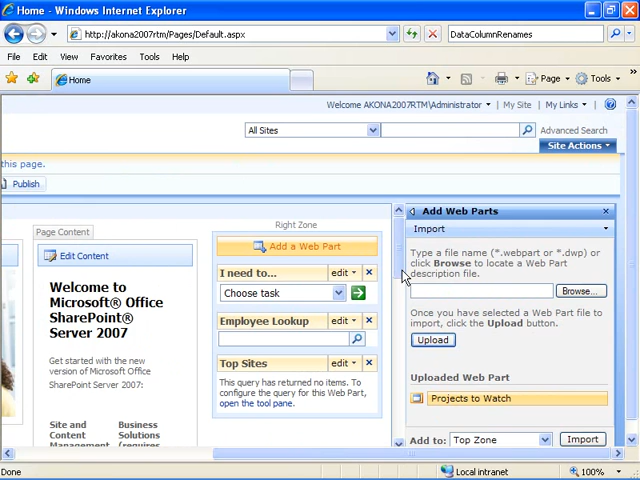 Home - Windows Internet Explorer
http://akona2007rtm/Pages/Default.aspx
DataColumnRenames
File Edit View Favorites Tools Help
Home
Page Tools
Welcome AKONA2007RTM\Administrator My Site My Links
All Sites
Advanced Search
Site Actions
this page.
Publish
Page Content
Edit Content
Welcome to
Microsoft® Office
SharePoint®
Server 2007
Get started with the new
version of Microsoft Office
SharePoint Server 2007:
Site and
Content
Management
Business
Solutions
(requires
Right Zone
Add a Web Part
I need to... edit
Choose task
Employee Lookup edit
Top Sites edit
This query has returned no items. To
configure the query for this Web Part,
open the tool pane.
Add Web Parts
Import
Type a file name (*.webpart or *.dwp) or
click Browse to locate a Web Part
description file.
Browse...
Once you have selected a Web Part file to
import, click the Upload button.
Upload
Uploaded Web Part
Projects to Watch
Add to: Top Zone Import
Done
Local intranet
100%